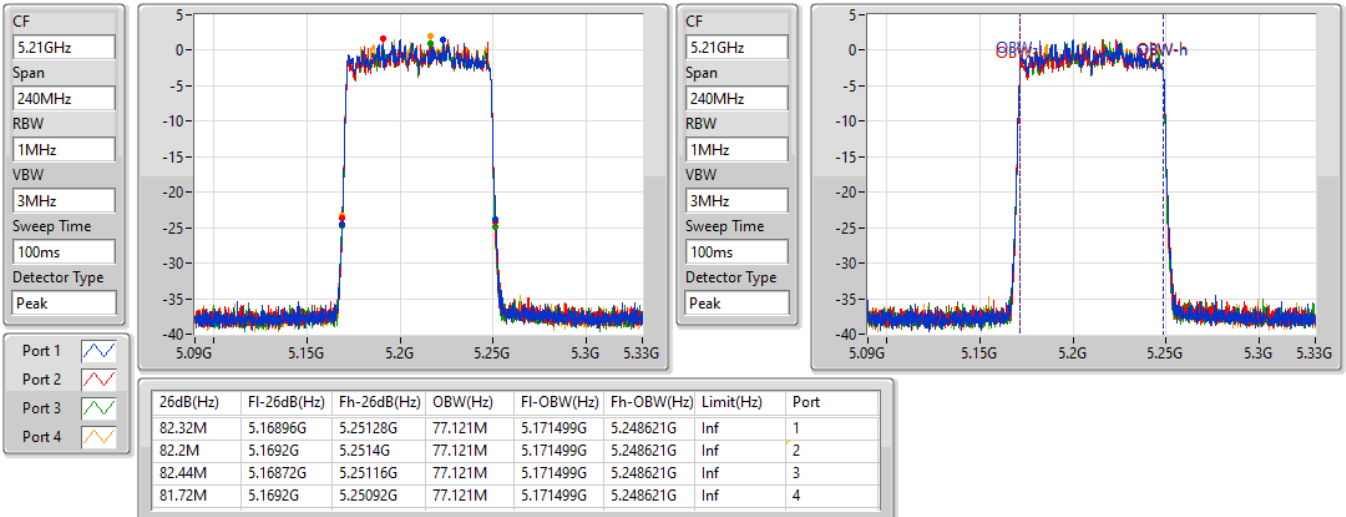 CF
5.21GHz
Span
240MHz
RBW
1MHz
VBW
3MHz
Sweep Time
100ms
Detector Type
Peak
5
0
-5
-10
-15
-20
-25
-30
-35
-40
5.09G 5.15G 5.2G 5.25G 5.3G 5.33G
CF
5.21GHz
Span
240MHz
RBW
1MHz
VBW
3MHz
Sweep Time
100ms
Detector Type
Peak
5
0
-5
-10
-15
-20
-25
-30
-35
-40
OBW-h
5.09G 5.15G 5.2G 5.25G 5.3G 5.33G
Port 1
Port 2
Port 3
Port 4
26dB(Hz) Fl-26dB(Hz) Fh-26dB(Hz) OBW(Hz) Fl-OBW(Hz) Fh-OBW(Hz) Limit(Hz) Port
82.32M 5.16896G 5.25128G 77.121M 5.171499G 5.248621G Inf 1
82.2M 5.1692G 5.2514G 77.121M 5.171499G 5.248621G Inf 2
82.44M 5.16872G 5.25116G 77.121M 5.171499G 5.248621G Inf 3
81.72M 5.1692G 5.25092G 77.121M 5.171499G 5.248621G Inf 4